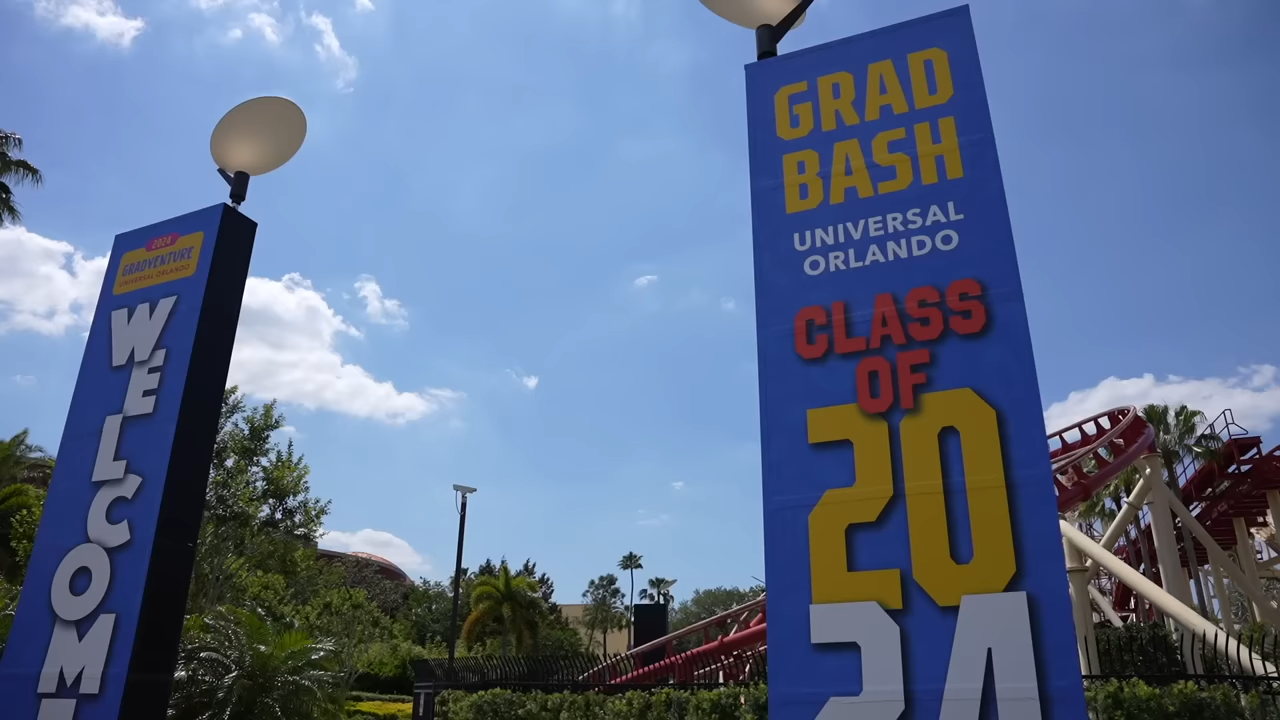 2024
GRADVENTURE
UNIVERSAL ORLANDO
WELCOM
GRAD
BASH
UNIVERSAL
ORLANDO
CLASS
OF
20
24